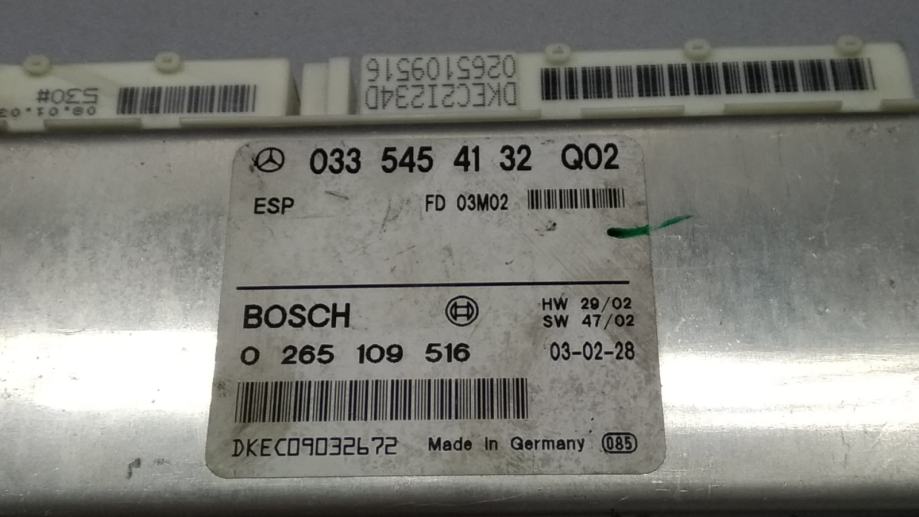 DKEC21234D
0265109516
530#
08.01.03
033 545 41 32 Q02
ESP
FD 03M02
BOSCH
HW 29/02
SW 47/02
0 265 109 516
03-02-28
DKEC09032672
Made in Germany
085